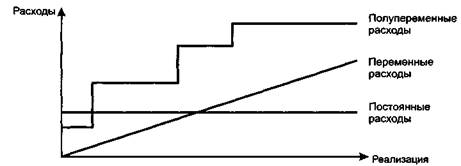 Расходы
Полупеременные
расходы
Переменные
расходы
Постоянные
расходы
Реализация